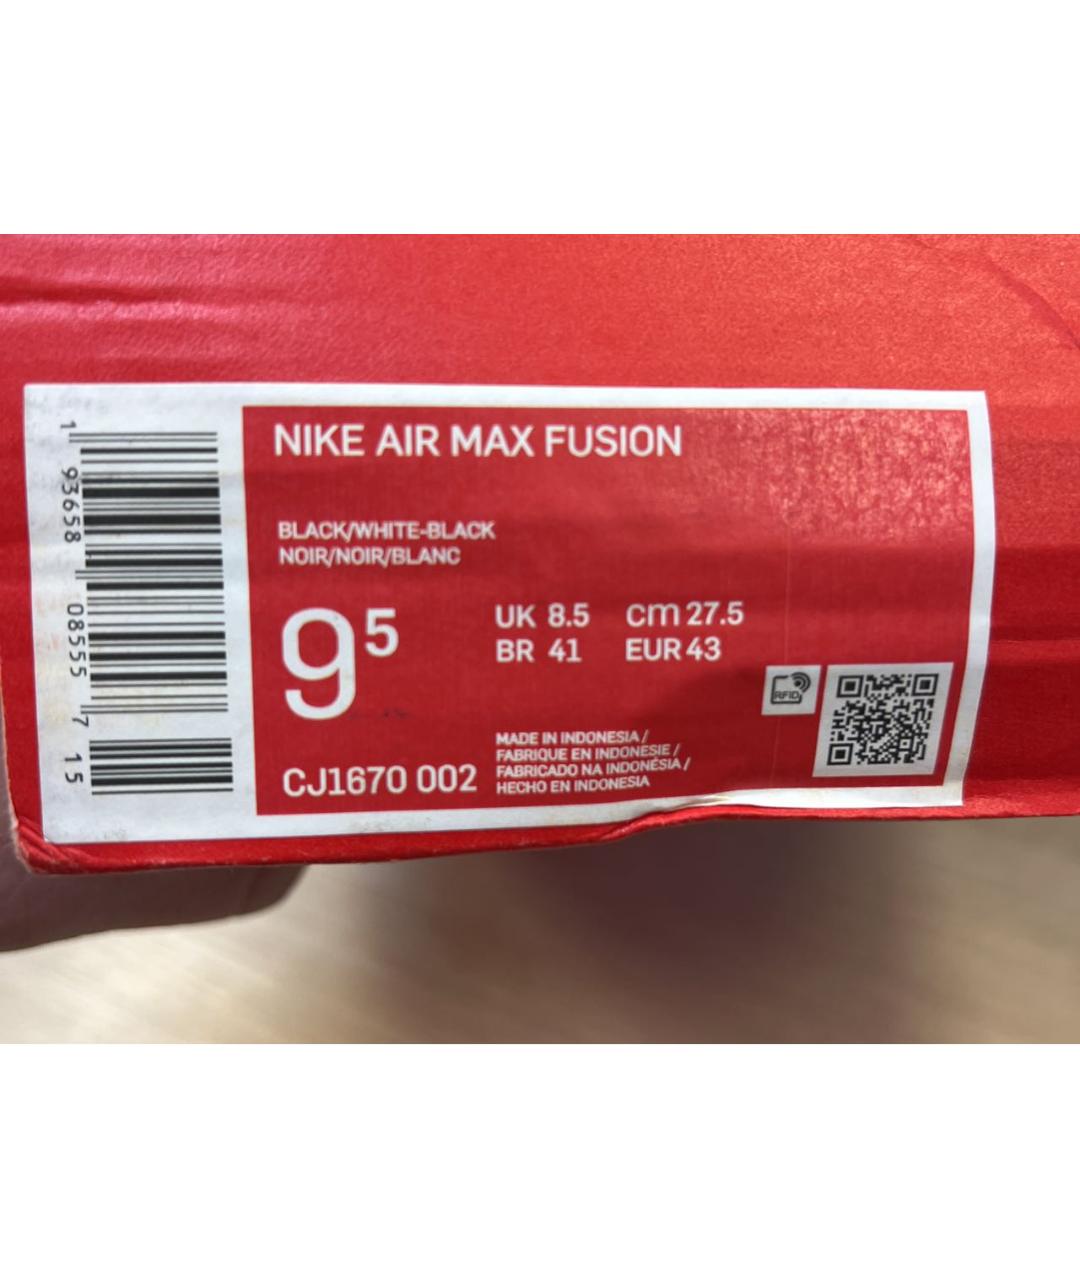 NIKE AIR MAX FUSION
BLACK/WHITE-BLACK
NOIR/NOIR/BLANC
9⁵
UK 8.5 cm 27.5
BR 41 EUR 43
RFID
MADE IN INDONESIA /
FABRIQUE EN INDONESIE /
FABRICADO NA INDONÉSIA /
HECHO EN INDONESIA
CJ1670 002
1 93658 08555 7 15